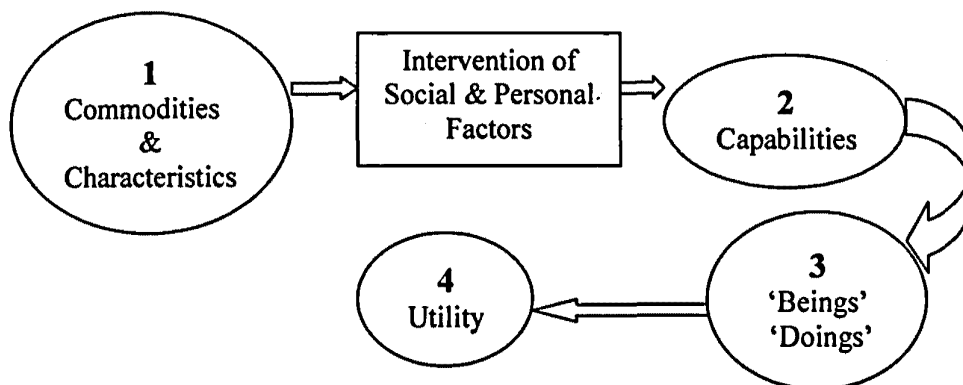 1
Commodities
&
Characteristics
Intervention of
Social & Personal
Factors
2
Capabilities
3
‘Beings’
‘Doings’
4
Utility